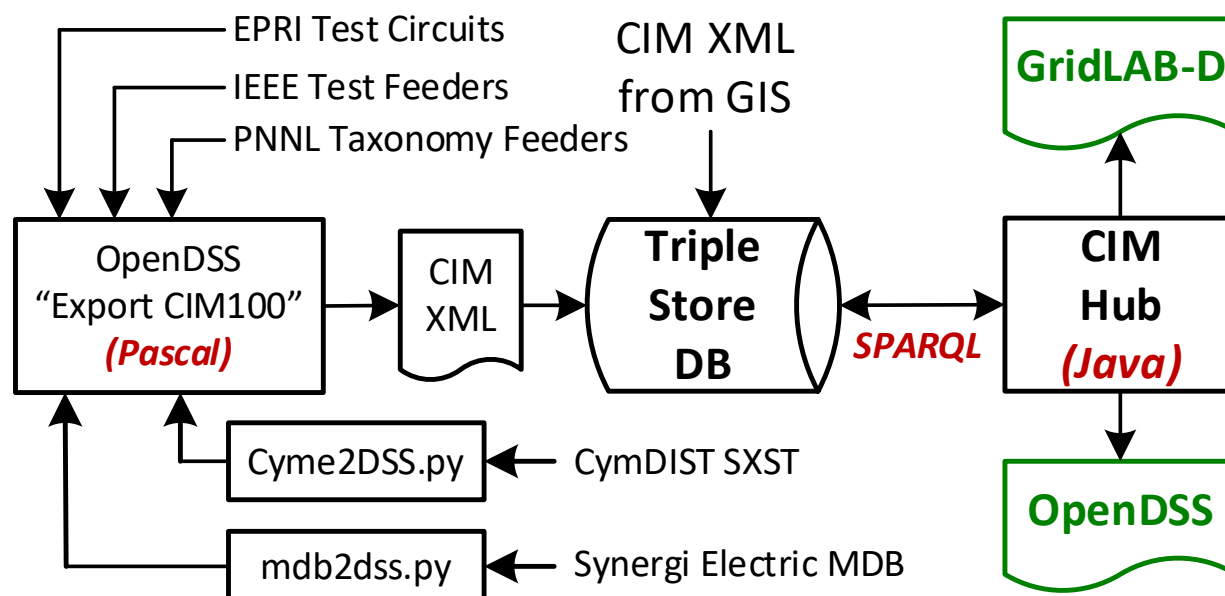 EPRI Test Circuits
IEEE Test Feeders
PNNL Taxonomy Feeders
CIM XML
from GIS
GridLAB-D
OpenDSS
“Export CIM100”
(Pascal)
CIM
XML
Triple
Store
DB
SPARQL
CIM
Hub
(Java)
Cyme2DSS.py
CymDIST SXST
mdb2dss.py
Synergi Electric MDB
OpenDSS